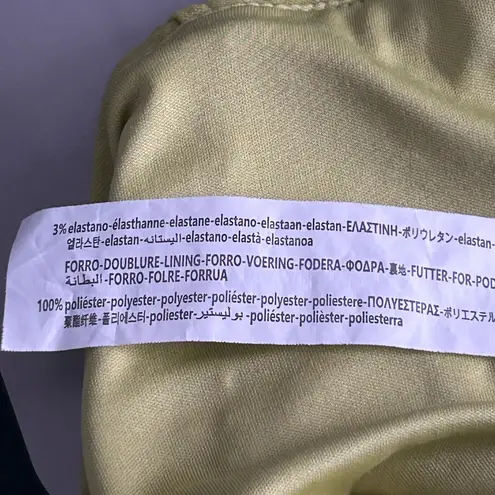 3% elastano-élasthanne-elastane-elastano-elastaan-elastan-ΕΛΑΣΤΙΝΗ-ポリウレタン-elastan-
엘라스탄-elastan-اليستانه-elastano-elastà-elastanoa
FORRO-DOUBLURE-LINING-FORRO-VOERING-FODERA-ΦΟΔΡΑ-裏地-FUTTER-FOR-POD
البطانة-FORRO-FOLRE-FORRUA
100% poliéster-polyester-polyester-poliéster-polyester-poliestere-ΠΟΛΥΕΣΤΕΡΑΣ-ポリエステル
聚酯纤维-폴리에스터-poliester-بوليستير-poliéster-polièster-poliesterra